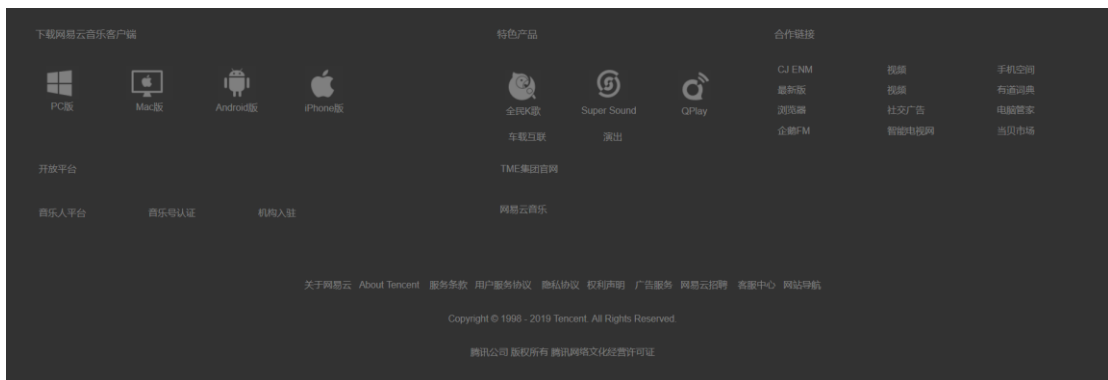 下载网易云音乐客户端
PC版 Mac版 Android版 iPhone版
特色产品
全民K歌 Super Sound QPlay
车载互联 演出
合作链接
CJ ENM 视频 手机空间
最新版 视频 有道词典
浏览器 社交广告 电脑管家
企鹅FM 智能电视网 当贝市场
开放平台
音乐人平台 音乐号认证 机构入驻
TME集团官网
网易云音乐
关于网易云 About Tencent 服务条款 用户服务协议 隐私协议 权利声明 广告服务 网易云招聘 客服中心 网站导航
Copyright © 1998 - 2019 Tencent. All Rights Reserved.
腾讯公司 版权所有 腾讯网络文化经营许可证